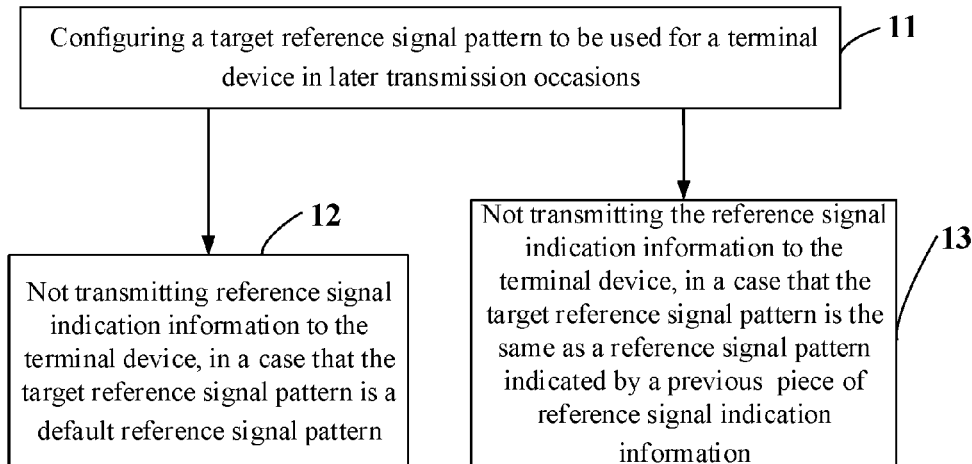 Configuring a target reference signal pattern to be used for a terminal
device in later transmission occasions
11
12
Not transmitting reference signal
indication information to the
terminal device, in a case that the
target reference signal pattern is a
default reference signal pattern
Not transmitting the reference signal
indication information to the
terminal device, in a case that the
target reference signal pattern is the
same as a reference signal pattern
indicated by a previous piece of
reference signal indication
information
13